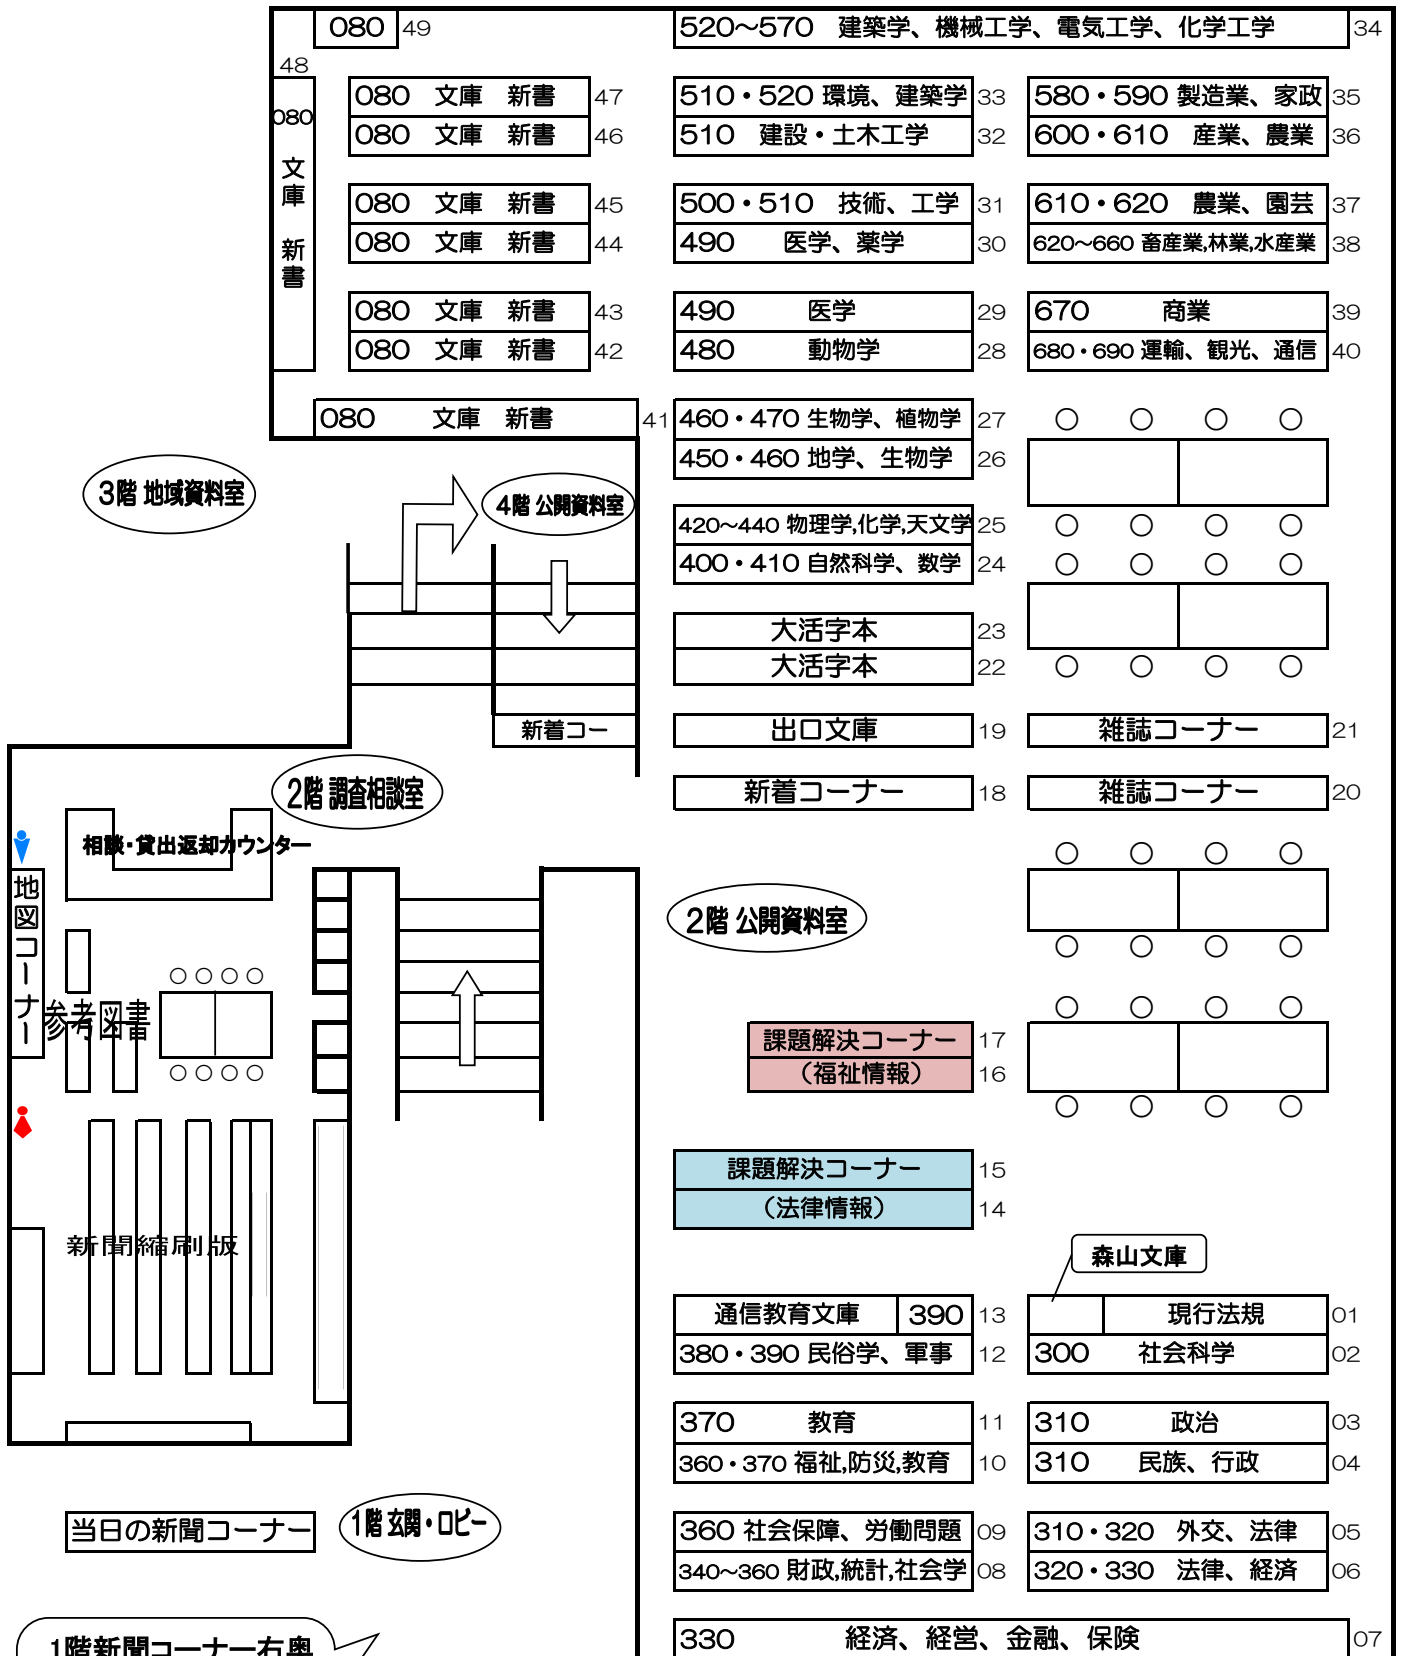 080 49
520～570 建築学、機械工学、電気工学、化学工学 34
48
080 文庫 新書
080 文庫 新書 47
080 文庫 新書 46
510・520 環境、建築学 33
510 建設・土木工学 32
580・590 製造業、家政 35
600・610 産業、農業 36
080 文庫 新書 45
080 文庫 新書 44
500・510 技術、工学 31
490 医学、薬学 30
610・620 農業、園芸 37
620～660 畜産業,林業,水産業 38
080 文庫 新書 43
080 文庫 新書 42
490 医学 29
480 動物学 28
670 商業 39
680・690 運輸、観光、通信 40
080 文庫 新書 41
460・470 生物学、植物学 27
450・460 地学、生物学 26
3階 地域資料室
4階 公開資料室
420～440 物理学,化学,天文学 25
400・410 自然科学、数学 24
大活字本 23
大活字本 22
新着コー
出口文庫 19
雑誌コーナー 21
2階 調査相談室
新着コーナー 18
雑誌コーナー 20
相談・貸出返却カウンター
地図コーナー
参考図書
2階 公開資料室
課題解決コーナー 17
（福祉情報） 16
課題解決コーナー 15
（法律情報） 14
新聞縮刷版
森山文庫
通信教育文庫 390 13
380・390 民俗学、軍事 12
現行法規 01
300 社会科学 02
370 教育 11
360・370 福祉,防災,教育 10
310 政治 03
310 民族、行政 04
当日の新聞コーナー
1階 玄関・ロビー
360 社会保障、労働問題 09
340～360 財政,統計,社会学 08
310・320 外交、法律 05
320・330 法律、経済 06
1階新聞コーナー右奥
330 経済、経営、金融、保険 07